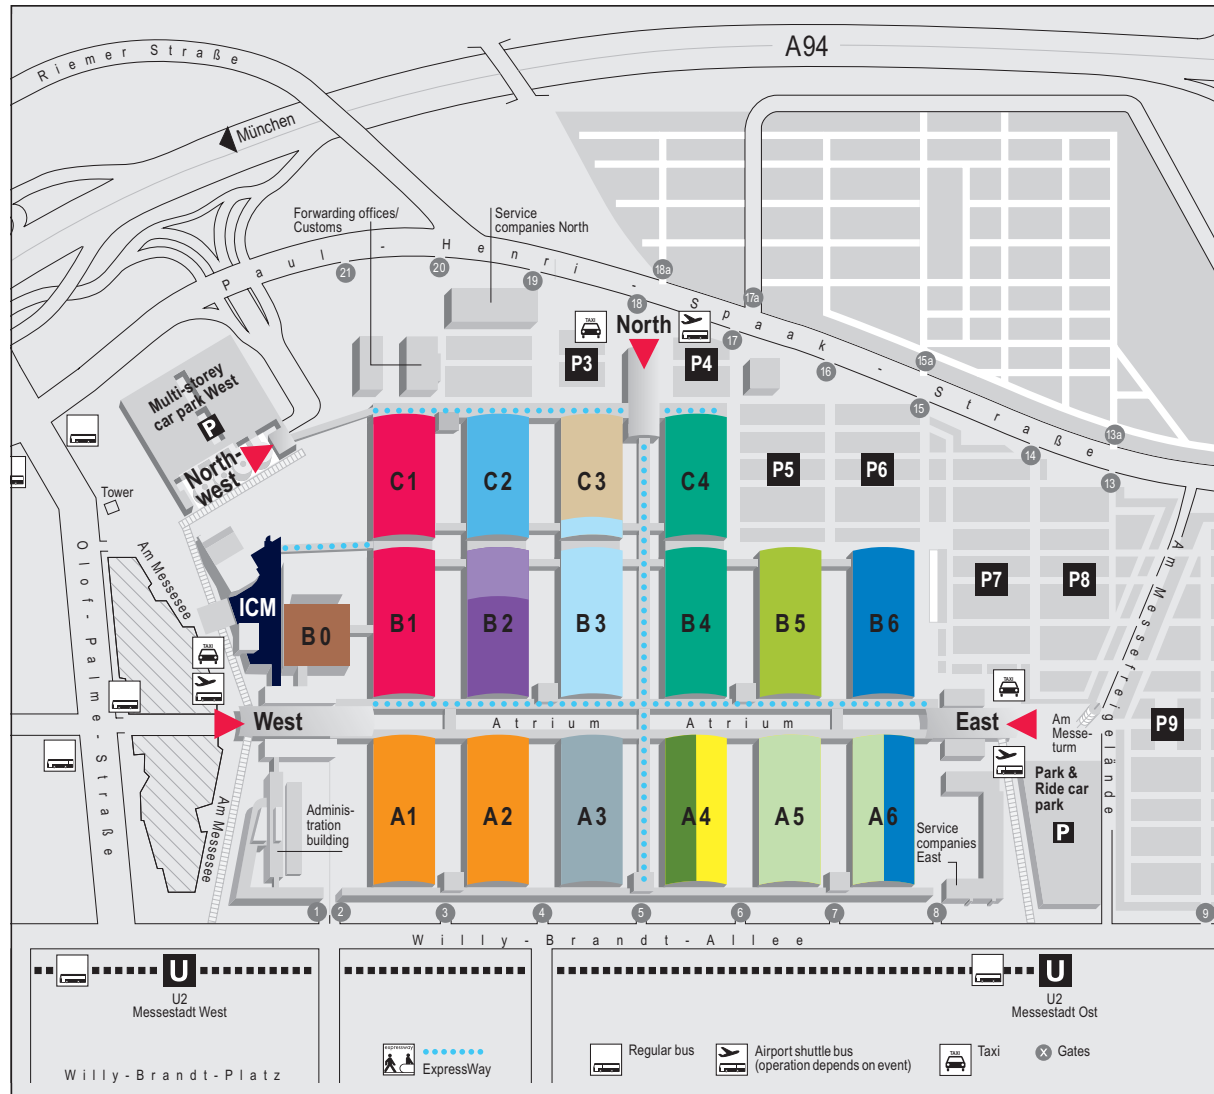 A94
Riemer Straße
München
Forwarding offices/
Customs
Service
companies North
Paul-Henri-Spaak-Straße
21
20
19
18
18a
17a
17
16
15a
15
14
13a
13
TAXI
North
P3
P4
Multi-storey
car park West
P
North-
west
Tower
C1
C2
C3
C4
P5
P6
Am Messesee
Olof-Palme-Straße
ICM
B0
B1
B2
B3
B4
B5
B6
P7
P8
Am Messefreigelände
TAXI
TAXI
West
Atrium
Atrium
East
Am
Messe-
turm
P9
Park &
Ride car
park
P
Am Messesee
Adminis-
tration
building
A1
A2
A3
A4
A5
A6
Service
companies
East
1
2
3
4
5
6
7
8
9
Willy-Brandt-Allee
U
U2
Messestadt West
U
U2
Messestadt Ost
Willy-Brandt-Platz
expressway
ExpressWay
Regular bus
Airport shuttle bus
(operation depends on event)
TAXI
Taxi
X
Gates